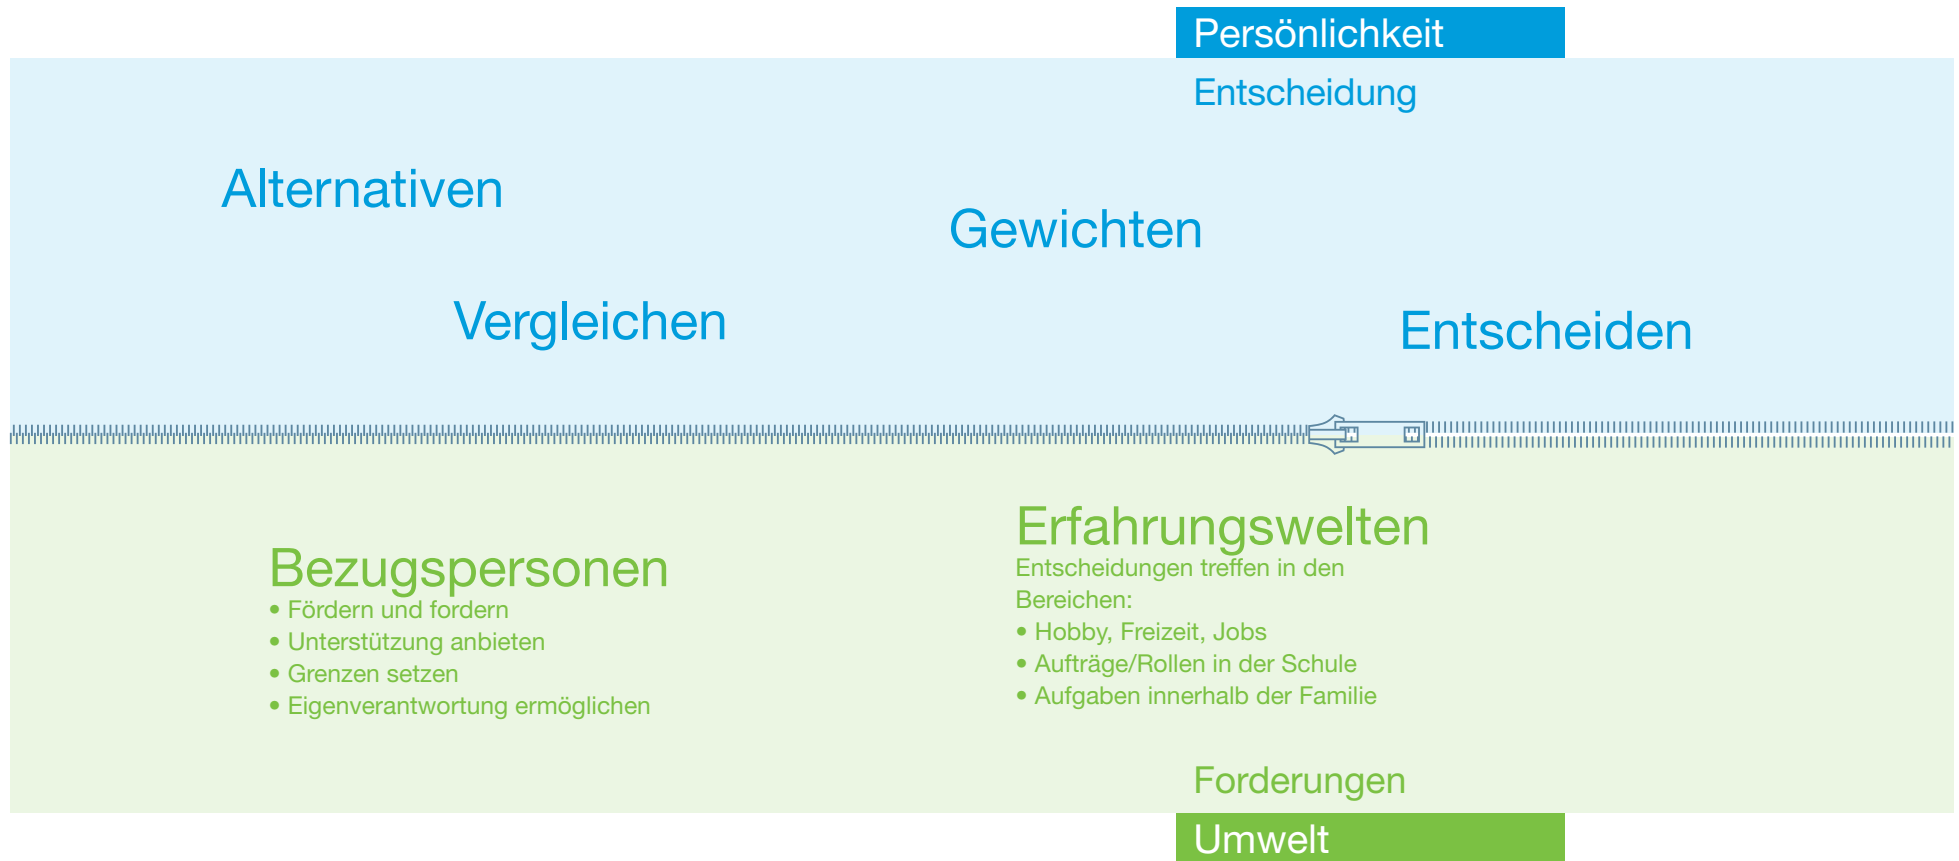 Persönlichkeit
Entscheidung
Alternativen
Gewichten
Vergleichen
Entscheiden
Bezugspersonen
• Fördern und fordern
• Unterstützung anbieten
• Grenzen setzen
• Eigenverantwortung ermöglichen
Erfahrungswelten
Entscheidungen treffen in den
Bereichen:
• Hobby, Freizeit, Jobs
• Aufträge/Rollen in der Schule
• Aufgaben innerhalb der Familie
Forderungen
Umwelt